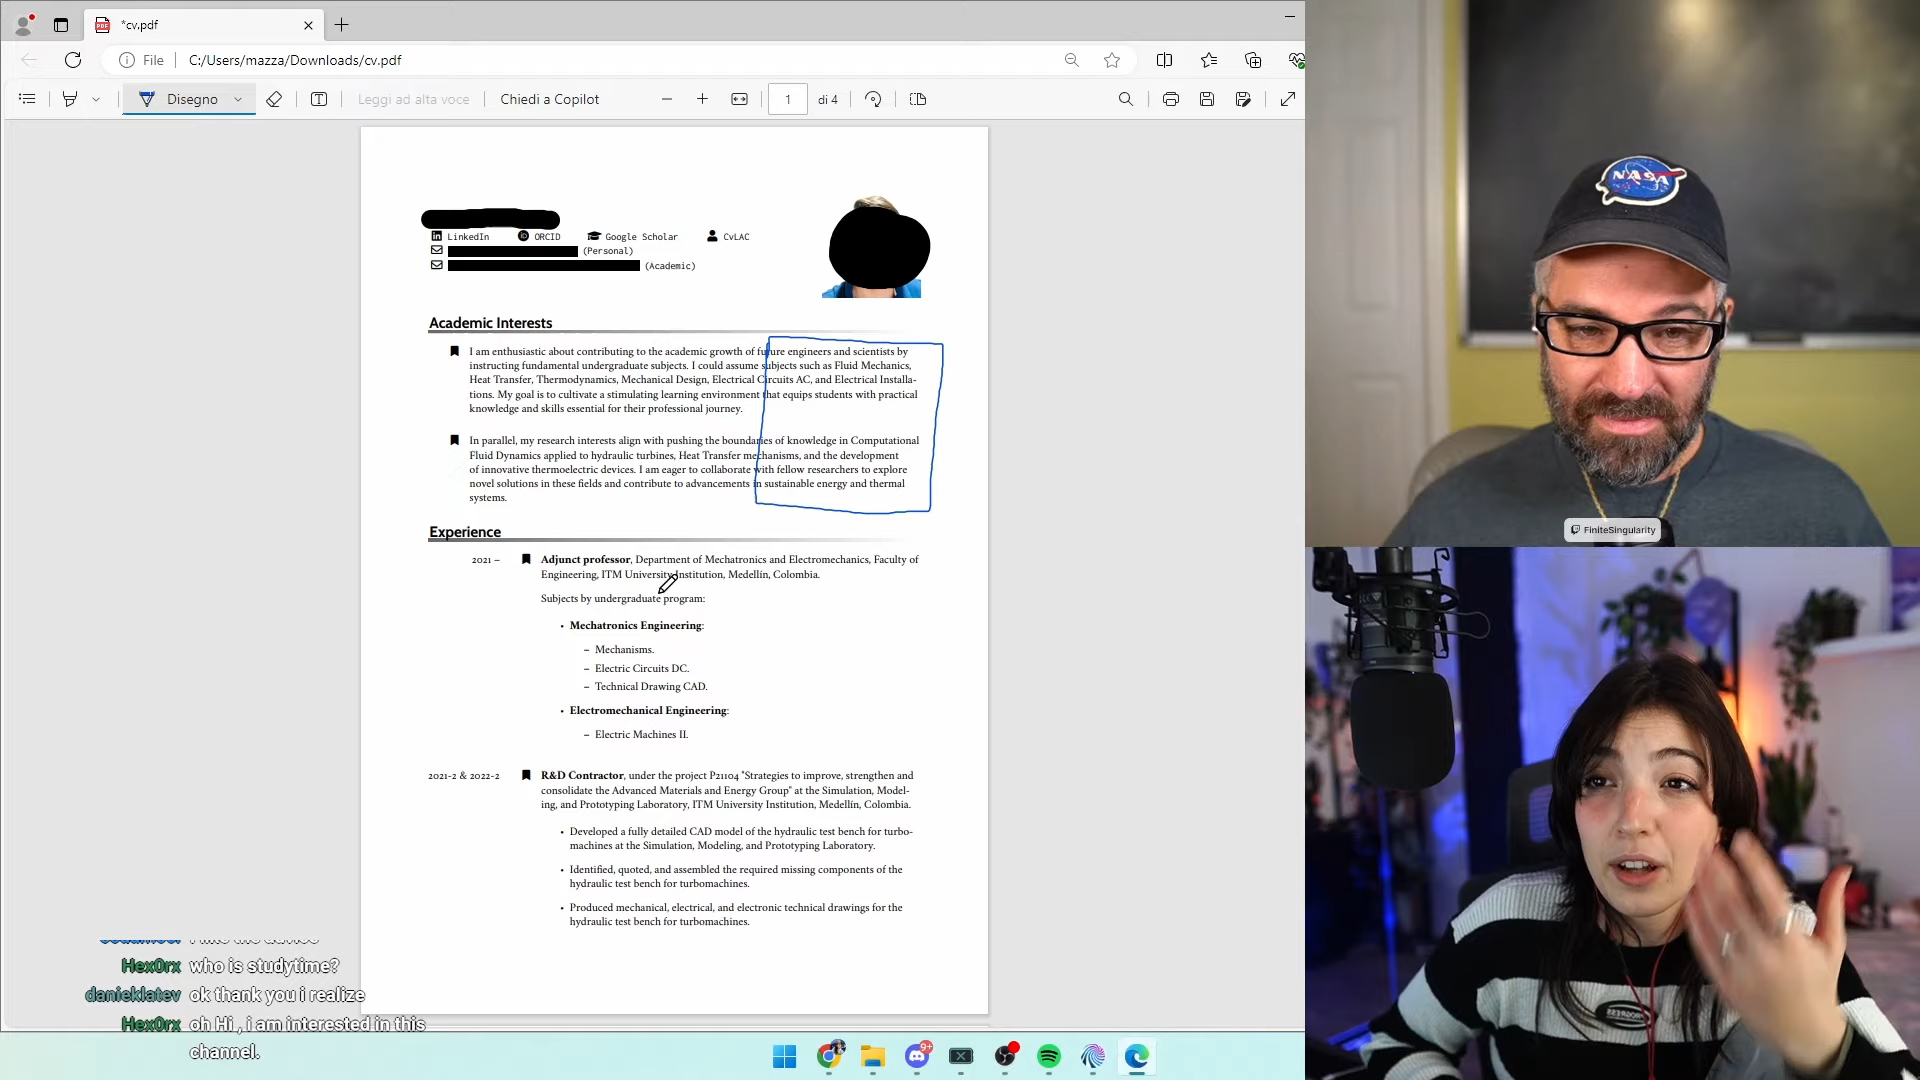 *cv.pdf
File
C:/Users/mazza/Downloads/cv.pdf
Disegno
Leggi ad alta voce
Chiedi a Copilot
1
di 4
LinkedIn
ORCID
Google Scholar
CvLAC
(Personal)
(Academic)
Academic Interests
I am enthusiastic about contributing to the academic growth of future engineers and scientists by
instructing fundamental undergraduate subjects. I could assume subjects such as Fluid Mechanics,
Heat Transfer, Thermodynamics, Mechanical Design, Electrical Circuits AC, and Electrical Installa-
tions. My goal is to cultivate a stimulating learning environment that equips students with practical
knowledge and skills essential for their professional journey.
In parallel, my research interests align with pushing the boundaries of knowledge in Computational
Fluid Dynamics applied to hydraulic turbines, Heat Transfer mechanisms, and the development
of innovative thermoelectric devices. I am eager to collaborate with fellow researchers to explore
novel solutions in these fields and contribute to advancements in sustainable energy and thermal
systems.
Experience
2021 –
Adjunct professor, Department of Mechatronics and Electromechanics, Faculty of
Engineering, ITM University Institution, Medellín, Colombia.
Subjects by undergraduate program:
• Mechatronics Engineering:
– Mechanisms.
– Electric Circuits DC.
– Technical Drawing CAD.
• Electromechanical Engineering:
– Electric Machines II.
2021-2 & 2022-2
R&D Contractor, under the project P21104 "Strategies to improve, strengthen and
consolidate the Advanced Materials and Energy Group" at the Simulation, Model-
ing, and Prototyping Laboratory, ITM University Institution, Medellín, Colombia.
• Developed a fully detailed CAD model of the hydraulic test bench for turbo-
machines at the Simulation, Modeling, and Prototyping Laboratory.
• Identified, quoted, and assembled the required missing components of the
hydraulic test bench for turbomachines.
• Produced mechanical, electrical, and electronic technical drawings for the
hydraulic test bench for turbomachines.
Hex0rx who is studytime?
danieklatev ok thank you i realize
Hex0rx oh Hi , i am interested in this
channel.
9+
NASA
FiniteSingularity
PROGRESS